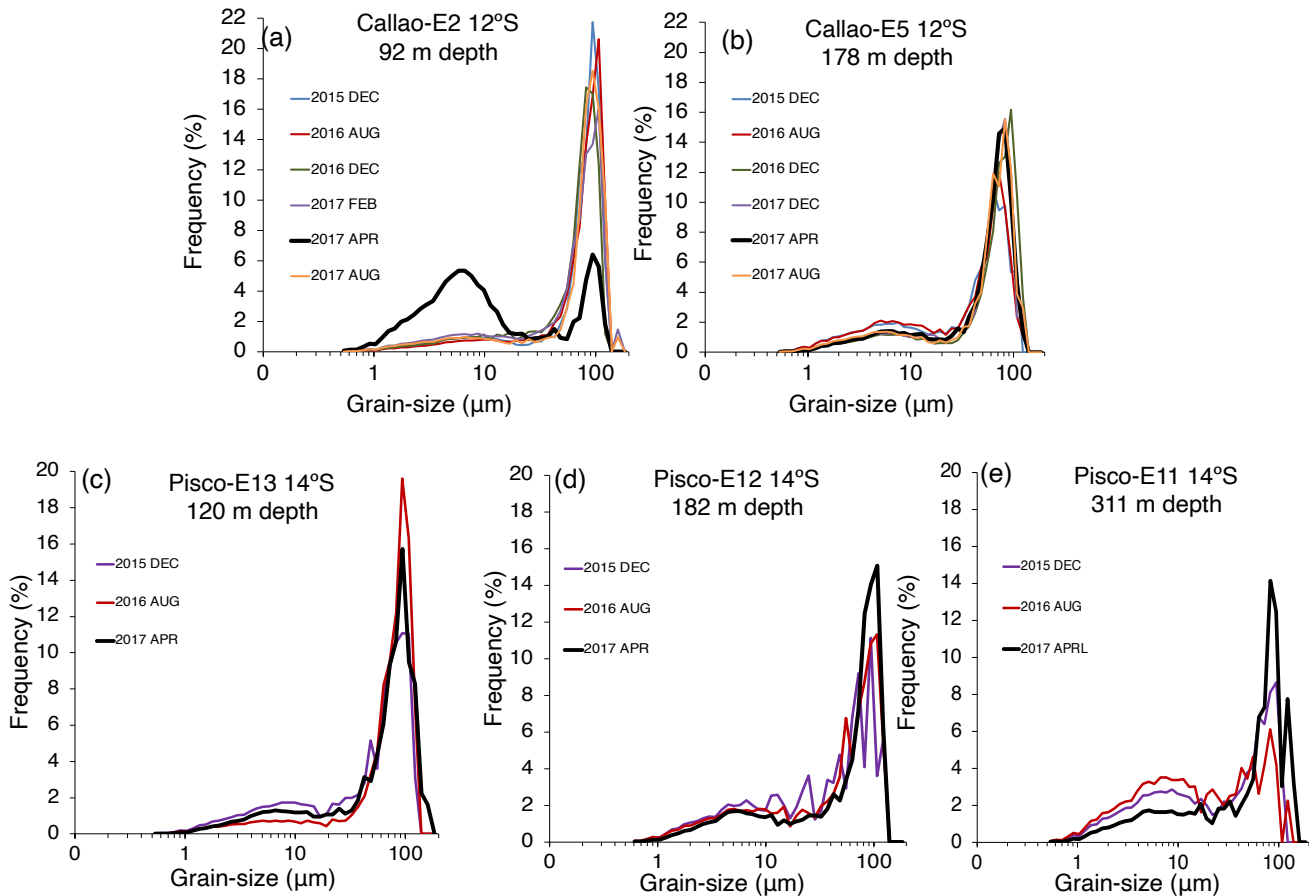 (a)
Callao-E2 12°S
92 m depth
22
20
18
16
14
12
10
8
6
4
2
0
Frequency (%)
2015 DEC
2016 AUG
2016 DEC
2017 FEB
2017 APR
2017 AUG
0
1
10
100
Grain-size (µm)
(b)
Callao-E5 12°S
178 m depth
22
20
18
16
14
12
10
8
6
4
2
0
Frequency (%)
2015 DEC
2016 AUG
2016 DEC
2017 DEC
2017 APR
2017 AUG
0
1
10
100
Grain-size (µm)
(c)
Pisco-E13 14°S
120 m depth
20
18
16
14
12
10
8
6
4
2
0
Frequency (%)
2015 DEC
2016 AUG
2017 APR
0
1
10
100
Grain-size (µm)
(d)
Pisco-E12 14°S
182 m depth
20
18
16
14
12
10
8
6
4
2
0
Frequency (%)
2015 DEC
2016 AUG
2017 APR
0
1
10
100
Grain-size (µm)
(e)
Pisco-E11 14°S
311 m depth
20
18
16
14
12
10
8
6
4
2
0
Frequency (%)
2015 DEC
2016 AUG
2017 APRL
0
1
10
100
Grain-size (µm)